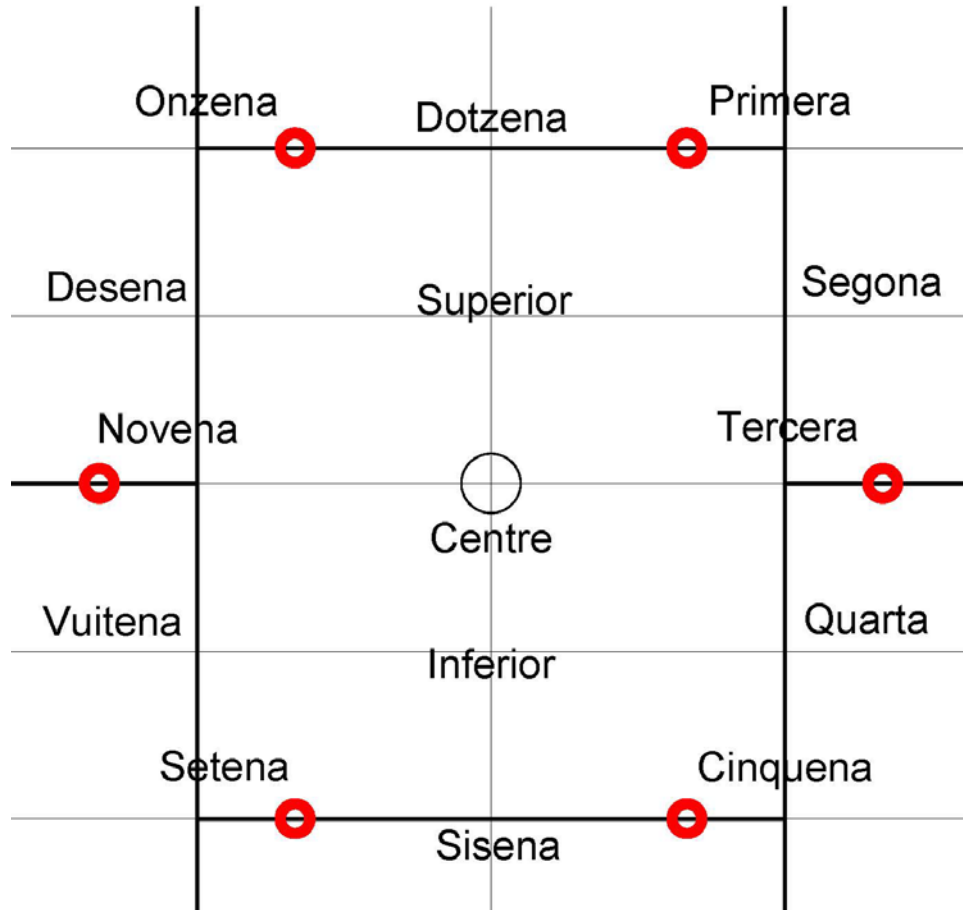 Onzena
Dotzena
Primera
Desena
Superior
Segona
Novena
Tercera
Centre
Vuitena
Quarta
Inferior
Setena
Cinquena
Sisena